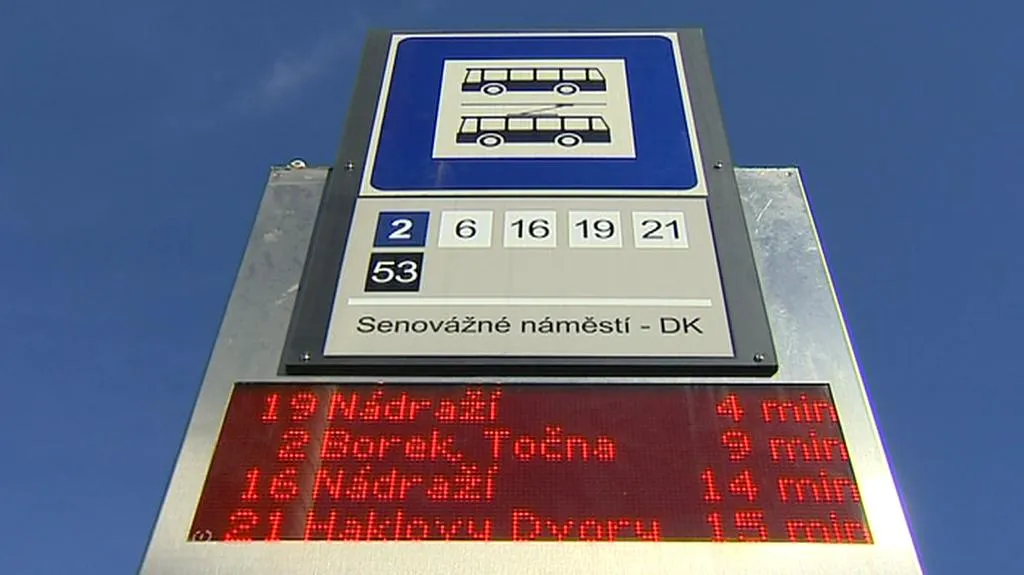 2 6 16 19 21
53
Senovážné náměstí - DK
19 Nádraží 4 min
2 Borek, Točna 9 min
16 Nádraží 14 min
21 Haklovy Dvory 15 min